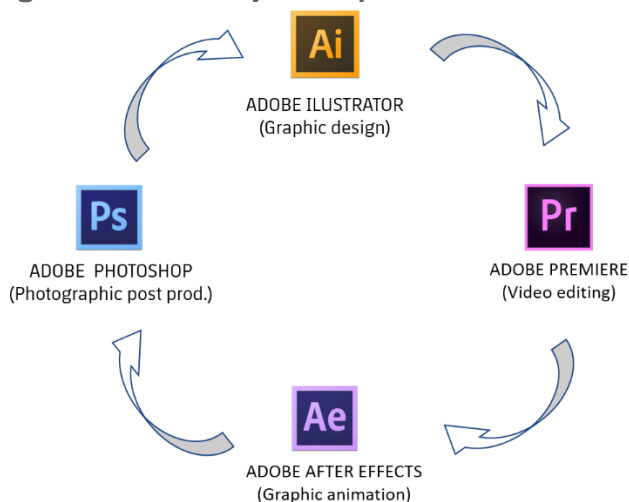 Ai
ADOBE ILUSTRATOR
(Graphic design)
Ps
ADOBE PHOTOSHOP
(Photographic post prod.)
Pr
ADOBE PREMIERE
(Video editing)
Ae
ADOBE AFTER EFFECTS
(Graphic animation)